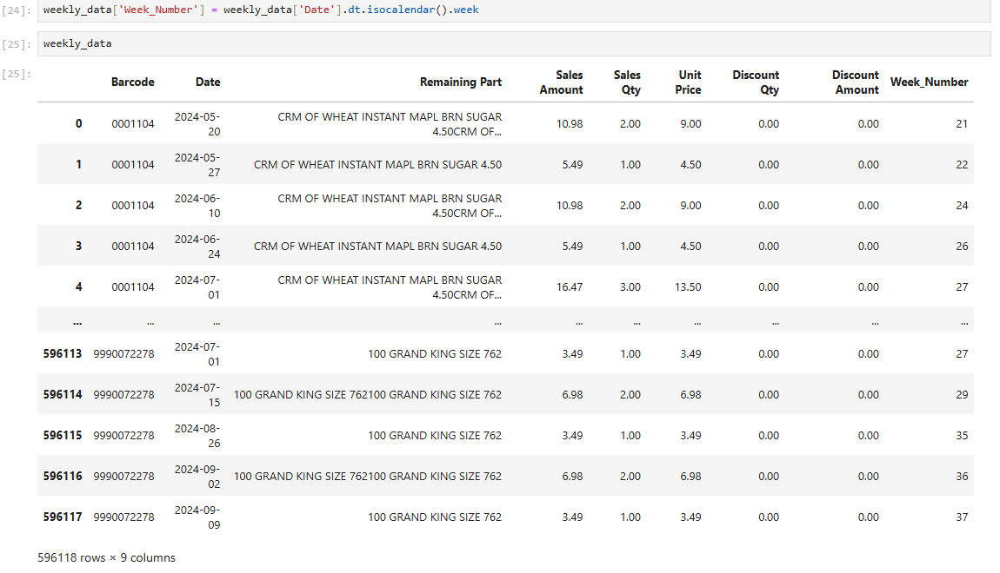 [24]: weekly_data['Week_Number'] = weekly_data['Date'].dt.isocalendar().week
[25]: weekly_data
[25]:
Barcode Date Remaining Part Sales Amount Sales Qty Unit Price Discount Qty Discount Amount Week_Number
0 0001104 2024-05-20 CRM OF WHEAT INSTANT MAPL BRN SUGAR 4.50CRM OF... 10.98 2.00 9.00 0.00 0.00 21
1 0001104 2024-05-27 CRM OF WHEAT INSTANT MAPL BRN SUGAR 4.50 5.49 1.00 4.50 0.00 0.00 22
2 0001104 2024-06-10 CRM OF WHEAT INSTANT MAPL BRN SUGAR 4.50CRM OF... 10.98 2.00 9.00 0.00 0.00 24
3 0001104 2024-06-24 CRM OF WHEAT INSTANT MAPL BRN SUGAR 4.50 5.49 1.00 4.50 0.00 0.00 26
4 0001104 2024-07-01 CRM OF WHEAT INSTANT MAPL BRN SUGAR 4.50CRM OF... 16.47 3.00 13.50 0.00 0.00 27
... ... ... ... ... ... ... ... ... ...
596113 9990072278 2024-07-01 100 GRAND KING SIZE 762 3.49 1.00 3.49 0.00 0.00 27
596114 9990072278 2024-07-15 100 GRAND KING SIZE 762100 GRAND KING SIZE 762 6.98 2.00 6.98 0.00 0.00 29
596115 9990072278 2024-08-26 100 GRAND KING SIZE 762 3.49 1.00 3.49 0.00 0.00 35
596116 9990072278 2024-09-02 100 GRAND KING SIZE 762100 GRAND KING SIZE 762 6.98 2.00 6.98 0.00 0.00 36
596117 9990072278 2024-09-09 100 GRAND KING SIZE 762 3.49 1.00 3.49 0.00 0.00 37
596118 rows × 9 columns